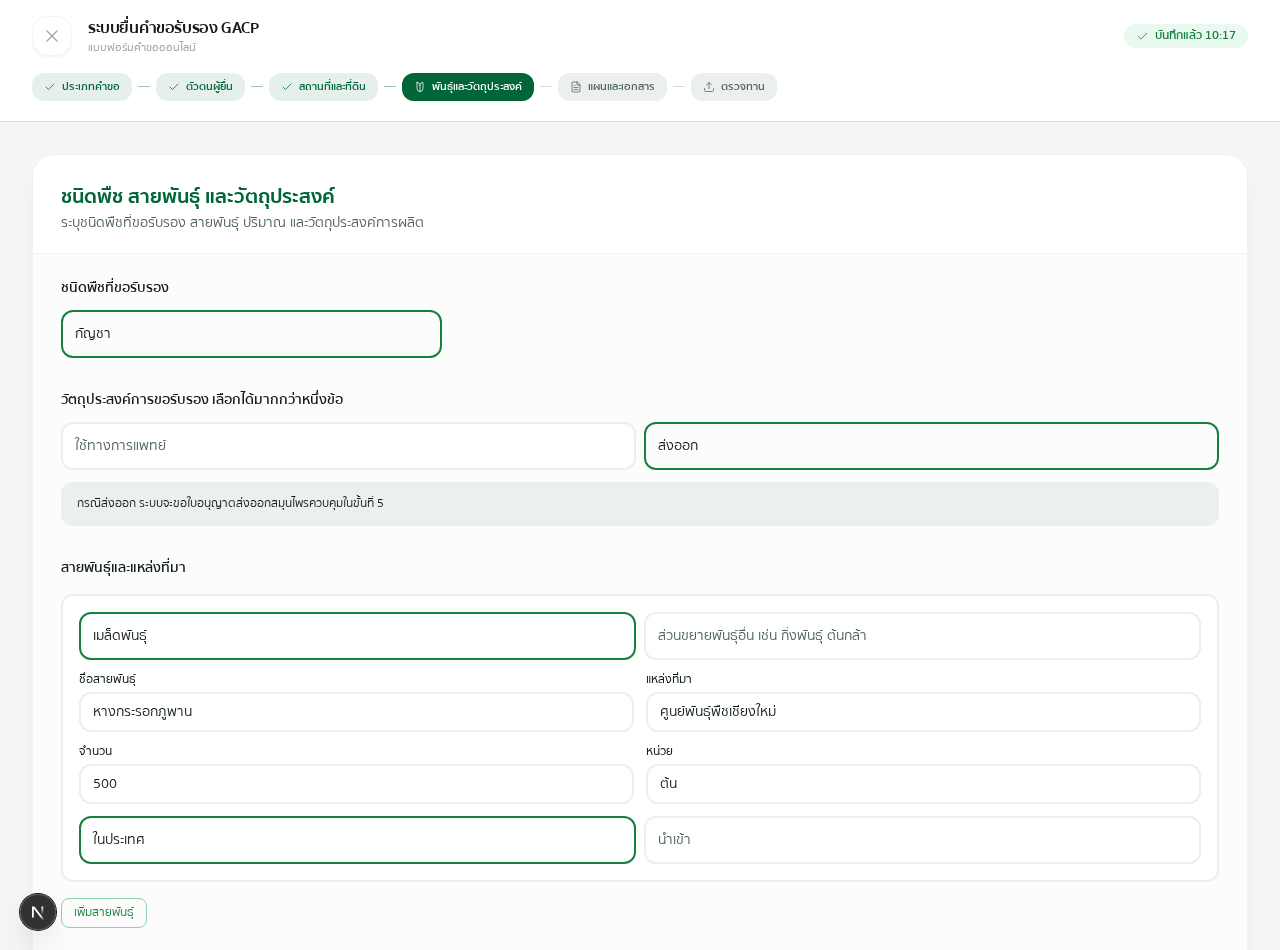 ระบบยื่นคำขอรับรอง GACP
แบบฟอร์มคำขอออนไลน์
บันทึกแล้ว 10:17
ประเภทคำขอ
ตัวตนผู้ยื่น
สถานที่และที่ดิน
พันธุ์และวัตถุประสงค์
แผนและเอกสาร
ตรวจทาน
ชนิดพืช สายพันธุ์ และวัตถุประสงค์
ระบุชนิดพืชที่ขอรับรอง สายพันธุ์ ปริมาณ และวัตถุประสงค์การผลิต
ชนิดพืชที่ขอรับรอง
กัญชา
วัตถุประสงค์การขอรับรอง เลือกได้มากกว่าหนึ่งข้อ
ใช้ทางการแพทย์
ส่งออก
กรณีส่งออก ระบบจะขอใบอนุญาตส่งออกสมุนไพรควบคุมในขั้นที่ 5
สายพันธุ์และแหล่งที่มา
เมล็ดพันธุ์
ส่วนขยายพันธุ์อื่น เช่น กิ่งพันธุ์ ต้นกล้า
ชื่อสายพันธุ์
แหล่งที่มา
หางกระรอกภูพาน
ศูนย์พันธุ์พืชเชียงใหม่
จำนวน
หน่วย
500
ต้น
ในประเทศ
นำเข้า
N
เพิ่มสายพันธุ์